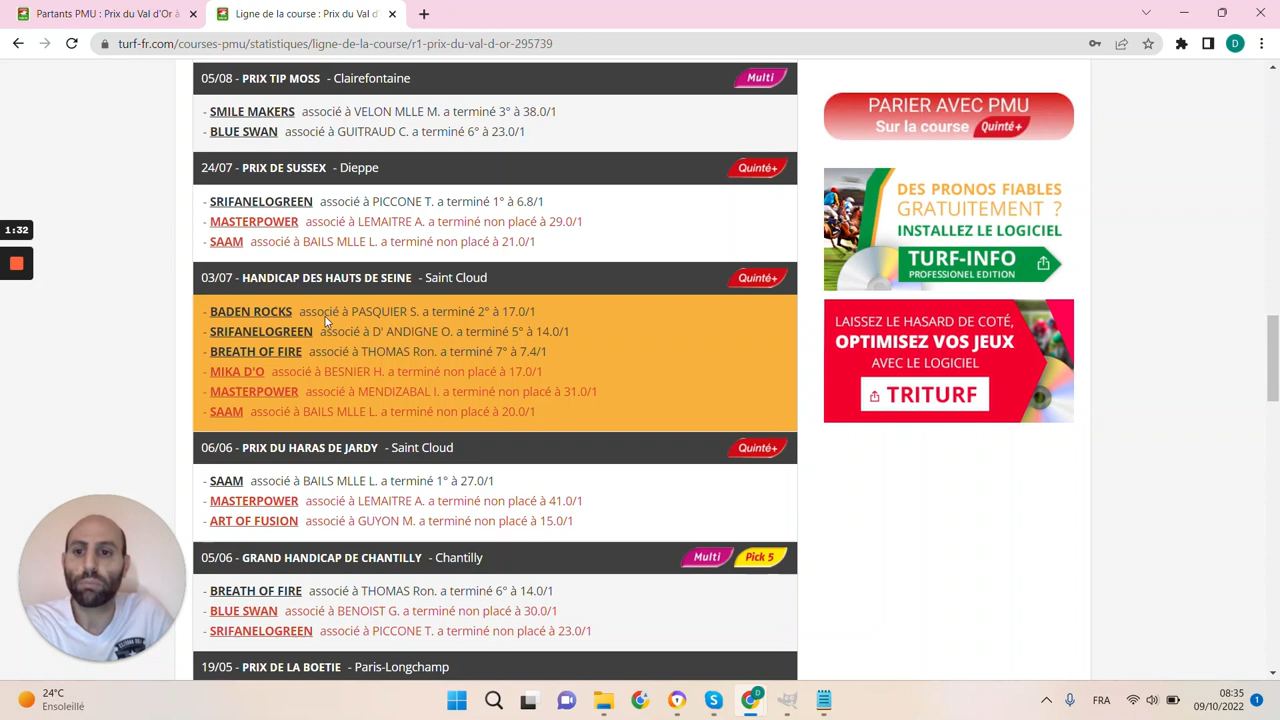 Partants PMU : Prix du Val d'Or à
Ligne de la course : Prix du Val d'
turf-fr.com/courses-pmu/statistiques/ligne-de-la-course/r1-prix-du-val-d-or-295739
D
05/08 - PRIX TIP MOSS - Clairefontaine
Multi
- SMILE MAKERS associé à VELON MLLE M. a terminé 3° à 38.0/1
- BLUE SWAN associé à GUITRAUD C. a terminé 6° à 23.0/1
24/07 - PRIX DE SUSSEX - Dieppe
Quinté+
- SRIFANELOGREEN associé à PICCONE T. a terminé 1° à 6.8/1
- MASTERPOWER associé à LEMAITRE A. a terminé non placé à 29.0/1
- SAAM associé à BAILS MLLE L. a terminé non placé à 21.0/1
03/07 - HANDICAP DES HAUTS DE SEINE - Saint Cloud
Quinté+
- BADEN ROCKS associé à PASQUIER S. a terminé 2° à 17.0/1
- SRIFANELOGREEN associé à D' ANDIGNE O. a terminé 5° à 14.0/1
- BREATH OF FIRE associé à THOMAS Ron. a terminé 7° à 7.4/1
- MIKA D'O associé à BESNIER H. a terminé non placé à 17.0/1
- MASTERPOWER associé à MENDIZABAL I. a terminé non placé à 31.0/1
- SAAM associé à BAILS MLLE L. a terminé non placé à 20.0/1
06/06 - PRIX DU HARAS DE JARDY - Saint Cloud
Quinté+
- SAAM associé à BAILS MLLE L. a terminé 1° à 27.0/1
- MASTERPOWER associé à LEMAITRE A. a terminé non placé à 41.0/1
- ART OF FUSION associé à GUYON M. a terminé non placé à 15.0/1
05/06 - GRAND HANDICAP DE CHANTILLY - Chantilly
Multi Pick 5
- BREATH OF FIRE associé à THOMAS Ron. a terminé 6° à 14.0/1
- BLUE SWAN associé à BENOIST G. a terminé non placé à 30.0/1
- SRIFANELOGREEN associé à PICCONE T. a terminé non placé à 23.0/1
19/05 - PRIX DE LA BOETIE - Paris-Longchamp
PARIER AVEC PMU
Sur la course Quinté+
DES PRONOS FIABLES
GRATUITEMENT ?
INSTALLEZ LE LOGICIEL
TURF-INFO
PROFESSIONEL EDITION
LAISSEZ LE HASARD DE COTÉ,
OPTIMISEZ VOS JEUX
AVEC LE LOGICIEL
TRITURF
1:32
24°C
Ensoleillé
D
FRA
08:35
09/10/2022
1